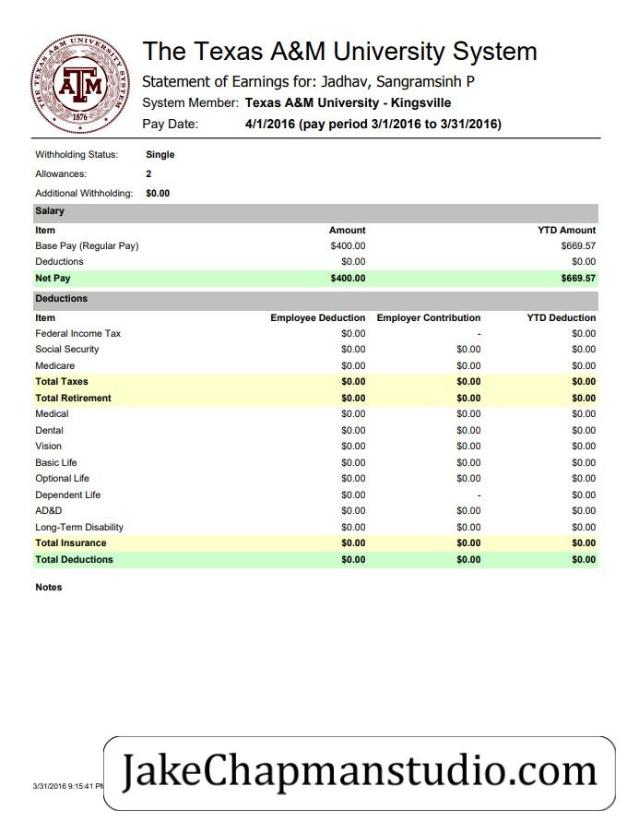 THE TEXAS A&M UNIVERSITY SYSTEM
ATM
1876
The Texas A&M University System
Statement of Earnings for: Jadhav, Sangramsinh P
System Member: Texas A&M University - Kingsville
Pay Date: 4/1/2016 (pay period 3/1/2016 to 3/31/2016)
Withholding Status: Single
Allowances: 2
Additional Withholding: $0.00
Salary
Item Amount YTD Amount
Base Pay (Regular Pay) $400.00 $669.57
Deductions $0.00 $0.00
Net Pay $400.00 $669.57
Deductions
Item Employee Deduction Employer Contribution YTD Deduction
Federal Income Tax $0.00 - $0.00
Social Security $0.00 $0.00 $0.00
Medicare $0.00 $0.00 $0.00
Total Taxes $0.00 $0.00 $0.00
Total Retirement $0.00 $0.00 $0.00
Medical $0.00 $0.00 $0.00
Dental $0.00 $0.00 $0.00
Vision $0.00 $0.00 $0.00
Basic Life $0.00 $0.00 $0.00
Optional Life $0.00 $0.00 $0.00
Dependent Life $0.00 - $0.00
AD&D $0.00 $0.00 $0.00
Long-Term Disability $0.00 $0.00 $0.00
Total Insurance $0.00 $0.00 $0.00
Total Deductions $0.00 $0.00 $0.00
Notes
3/31/2016 9:15:41 PM
JakeChapmanstudio.com